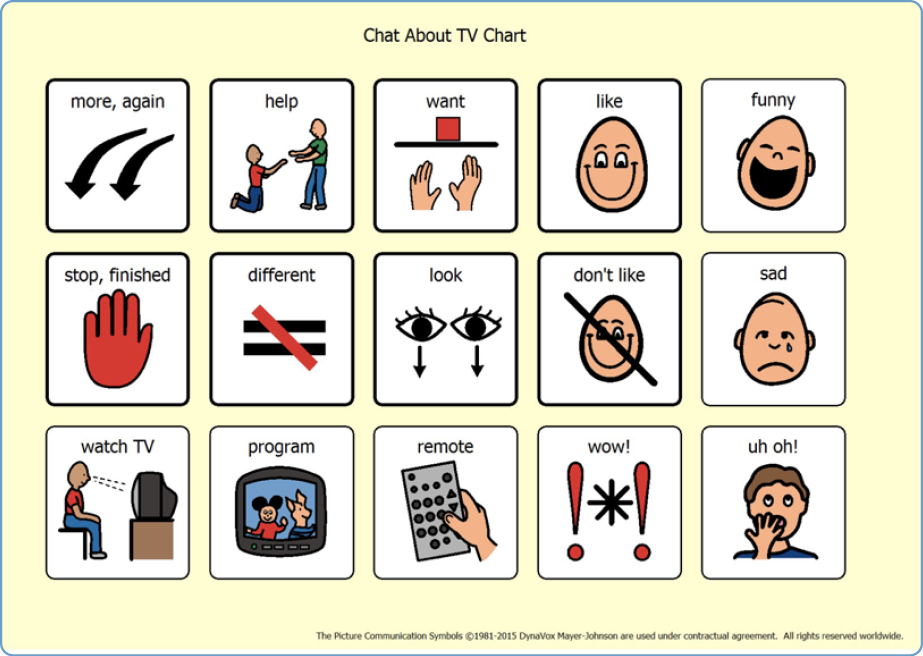 Chat About TV Chart
more, again
help
want
like
funny
stop, finished
different
look
don't like
sad
watch TV
program
remote
wow!
uh oh!
The Picture Communication Symbols ©1981-2015 DynaVox Mayer-Johnson are used under contractual agreement. All rights reserved worldwide.